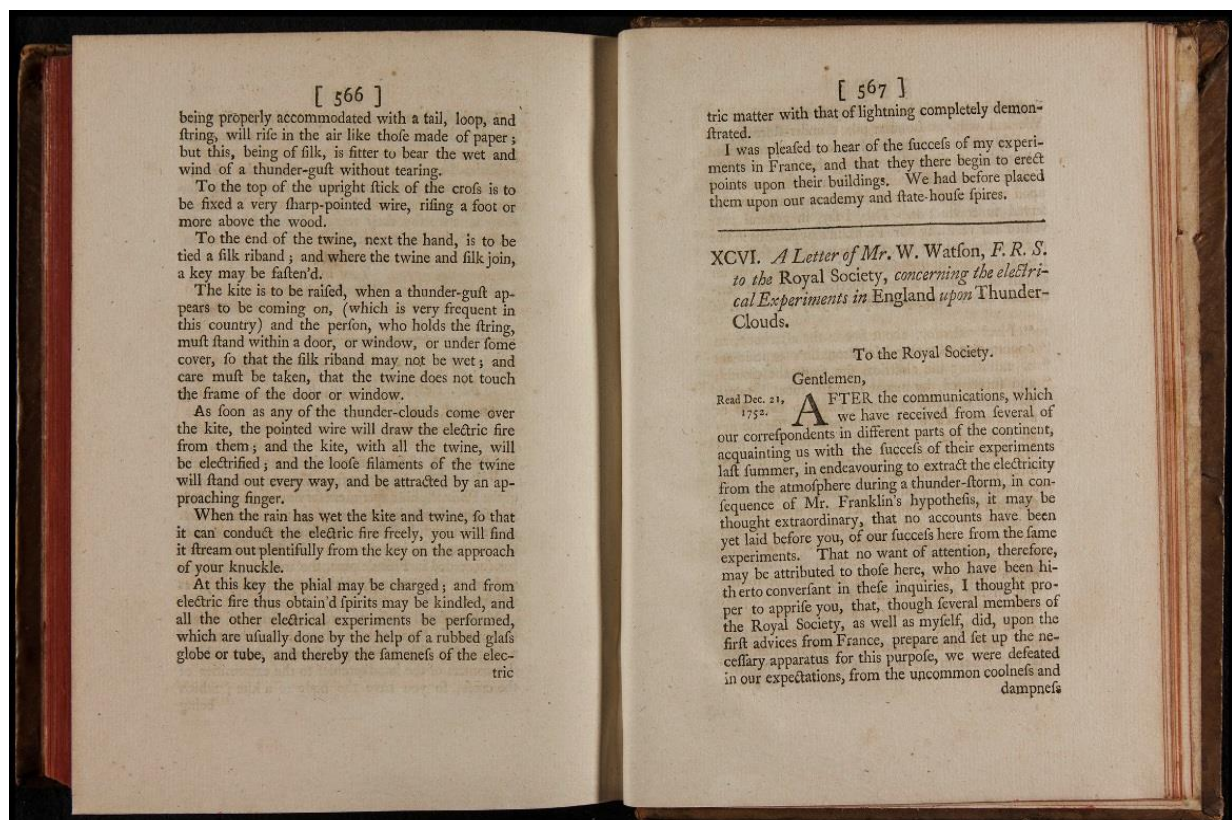 [ 566 ]
being properly accommodated with a tail, loop, and
ſtring, will riſe in the air like thoſe made of paper;
but this, being of ſilk, is fitter to bear the wet and
wind of a thunder-guſt without tearing.
To the top of the upright ſtick of the croſs is to
be fixed a very ſharp-pointed wire, riſing a foot or
more above the wood.
To the end of the twine, next the hand, is to be
tied a ſilk riband; and where the twine and ſilk join,
a key may be faſten'd.
The kite is to be raiſed, when a thunder-guſt ap-
pears to be coming on, (which is very frequent in
this country) and the perſon, who holds the ſtring,
muſt ſtand within a door, or window, or under ſome
cover, ſo that the ſilk riband may not be wet; and
care muſt be taken, that the twine does not touch
the frame of the door or window.
As ſoon as any of the thunder-clouds come over
the kite, the pointed wire will draw the electric fire
from them; and the kite, with all the twine, will
be electrified; and the looſe filaments of the twine
will ſtand out every way, and be attracted by an ap-
proaching finger.
When the rain has wet the kite and twine, ſo that
it can conduct the electric fire freely, you will find
it ſtream out plentifully from the key on the approach
of your knuckle.
At this key the phial may be charged; and from
electric fire thus obtain'd ſpirits may be kindled, and
all the other electrical experiments be performed,
which are uſually done by the help of a rubbed glaſs
globe or tube, and thereby the ſameneſs of the elec-
tric
[ 567 ]
tric matter with that of lightning completely demon-
ſtrated.
I was pleaſed to hear of the ſucceſs of my experi-
ments in France, and that they there begin to erect
points upon their buildings. We had before placed
them upon our academy and ſtate-houſe ſpires.
XCVI. A Letter of Mr. W. Watſon, F. R. S.
to the Royal Society, concerning the electri-
cal Experiments in England upon Thunder-
Clouds.
To the Royal Society.
Gentlemen,
Read Dec. 21, 1752.
AFTER the communications, which
we have received from ſeveral of
our correſpondents in different parts of the continent,
acquainting us with the ſucceſs of their experiments
laſt ſummer, in endeavouring to extract the electricity
from the atmoſphere during a thunder-ſtorm, in con-
ſequence of Mr. Franklin's hypotheſis, it may be
thought extraordinary, that no accounts have been
yet laid before you, of our ſucceſs here from the ſame
experiments. That no want of attention, therefore,
may be attributed to thoſe here, who have been hi-
therto converſant in theſe inquiries, I thought pro-
per to appriſe you, that, though ſeveral members of
the Royal Society, as well as myſelf, did, upon the
firſt advices from France, prepare and ſet up the ne-
ceſſary apparatus for this purpoſe, we were defeated
in our expectations, from the uncommon coolneſs and
dampneſs